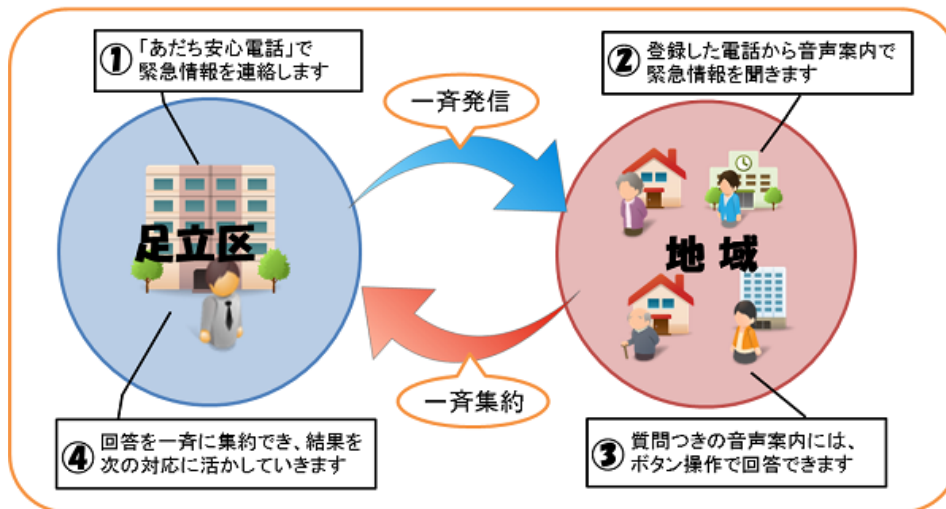 ①「あだち安心電話」で
緊急情報を連絡します
②登録した電話から音声案内で
緊急情報を聞きます
一斉発信
足立区
地域
一斉集約
③質問つきの音声案内には、
ボタン操作で回答できます
④回答を一斉に集約でき、結果を
次の対応に活かしていきます